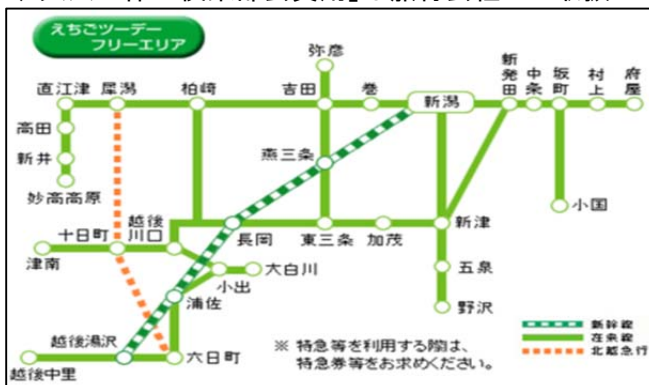 えちごツーデー
フリーエリア
弥彦
直江津
犀潟
柏崎
吉田
巻
新潟
新発田
中条
坂町
村上
府屋
高田
新井
妙高高原
燕三条
小国
十日町
越後
川口
長岡
東三条
加茂
新津
津南
大白川
小出
五泉
浦佐
野沢
越後湯沢
六日町
越後中里
※ 特急等を利用する際は、
特急券等をお求めください。
新幹線
在来線
北越急行